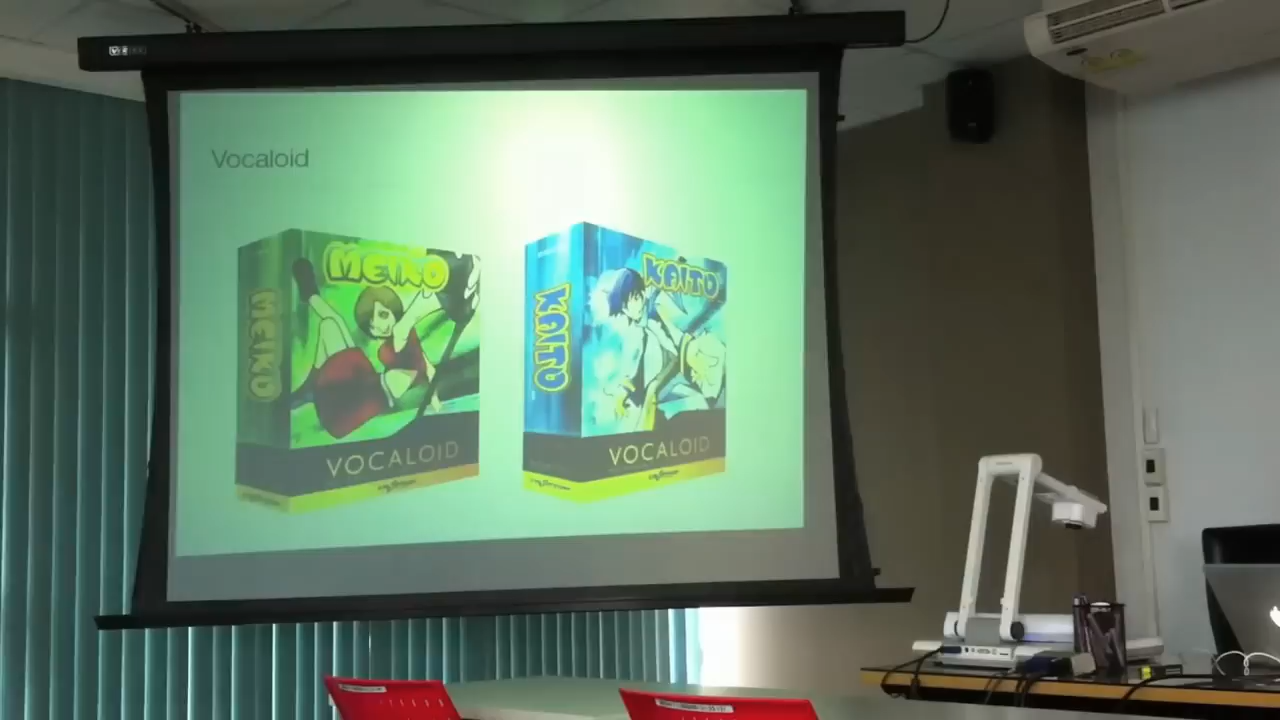 Vocaloid
MEIKO
MEIKO
VOCALOID
KAITO
KAITO
VOCALOID